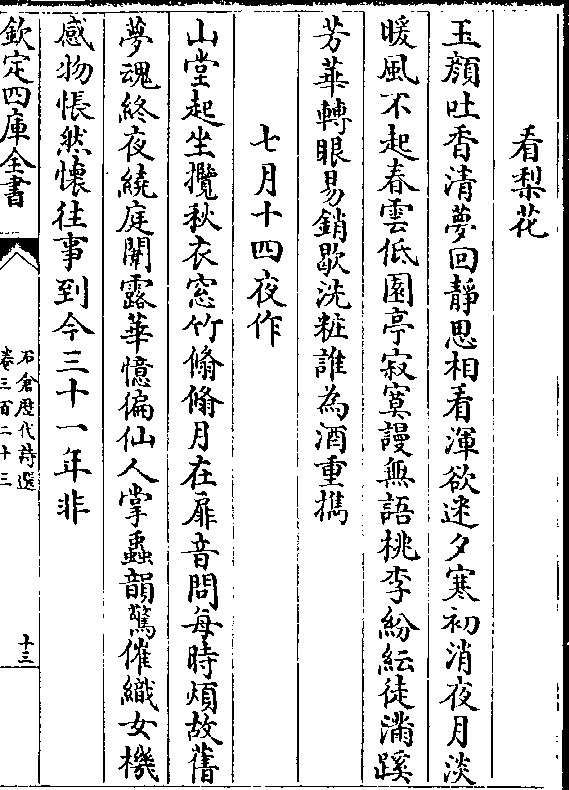 看梨花
玉顔吐香清夢回靜思相看渾欲迷夕寒初消夜月淡
暖風不起春雲低園亭寂寞謾無語桃李紛紜徒滿蹊
芳華轉眼易銷歇洗粧誰為酒重攜
七月十四夜作
山堂起坐攬秋衣窓竹翛翛月在扉音問每時煩故舊
夢魂終夜繞庭闈露華憶偏仙人掌蟲韻驚催織女機
感物悵然懷往事到今三十一年非
欽定四庫全書
石倉歴代詩選
卷三百二十三
十三